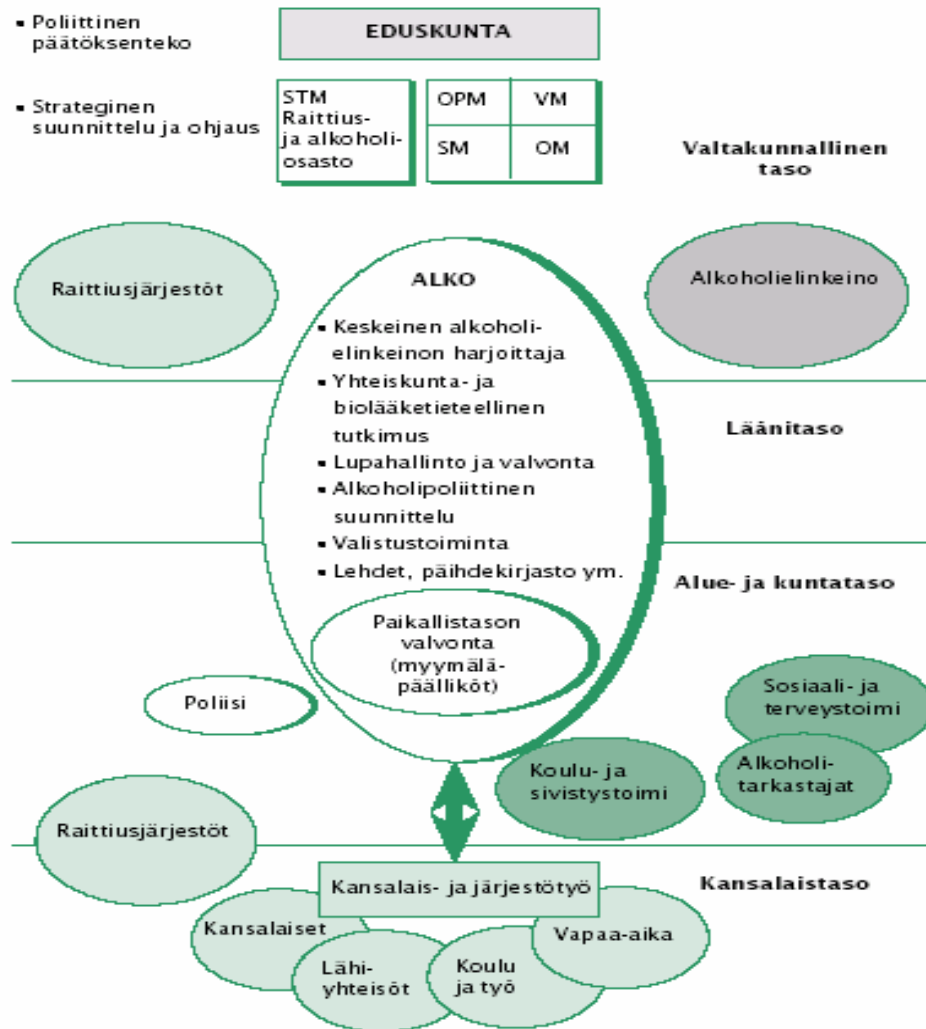 ▪ Poliittinen
päätöksenteko
EDUSKUNTA
▪ Strateginen
suunnittelu ja ohjaus
STM
Raittius-
ja alkoholi-
osasto
OPM
VM
SM
OM
Valtakunnallinen
taso
Raittiusjärjestöt
Alkoholielinkeino
ALKO
▪ Keskeinen alkoholi-
elinkeinon harjoittaja
▪ Yhteiskunta- ja
biolääketieteellinen
tutkimus
▪ Lupahallinto ja valvonta
▪ Alkoholipoliittinen
suunnittelu
▪ Valistustoiminta
▪ Lehdet, päihdekirjasto ym.
Läänitaso
Alue- ja kuntataso
Paikallistason
valvonta
(myymälä-
päälliköt)
Poliisi
Sosiaali- ja
terveystoimi
Koulu- ja
sivistystoimi
Alkoholi-
tarkastajat
Raittiusjärjestöt
Kansalais- ja järjestötyö
Kansalaistaso
Kansalaiset
Lähi-
yhteisöt
Koulu
ja työ
Vapaa-aika